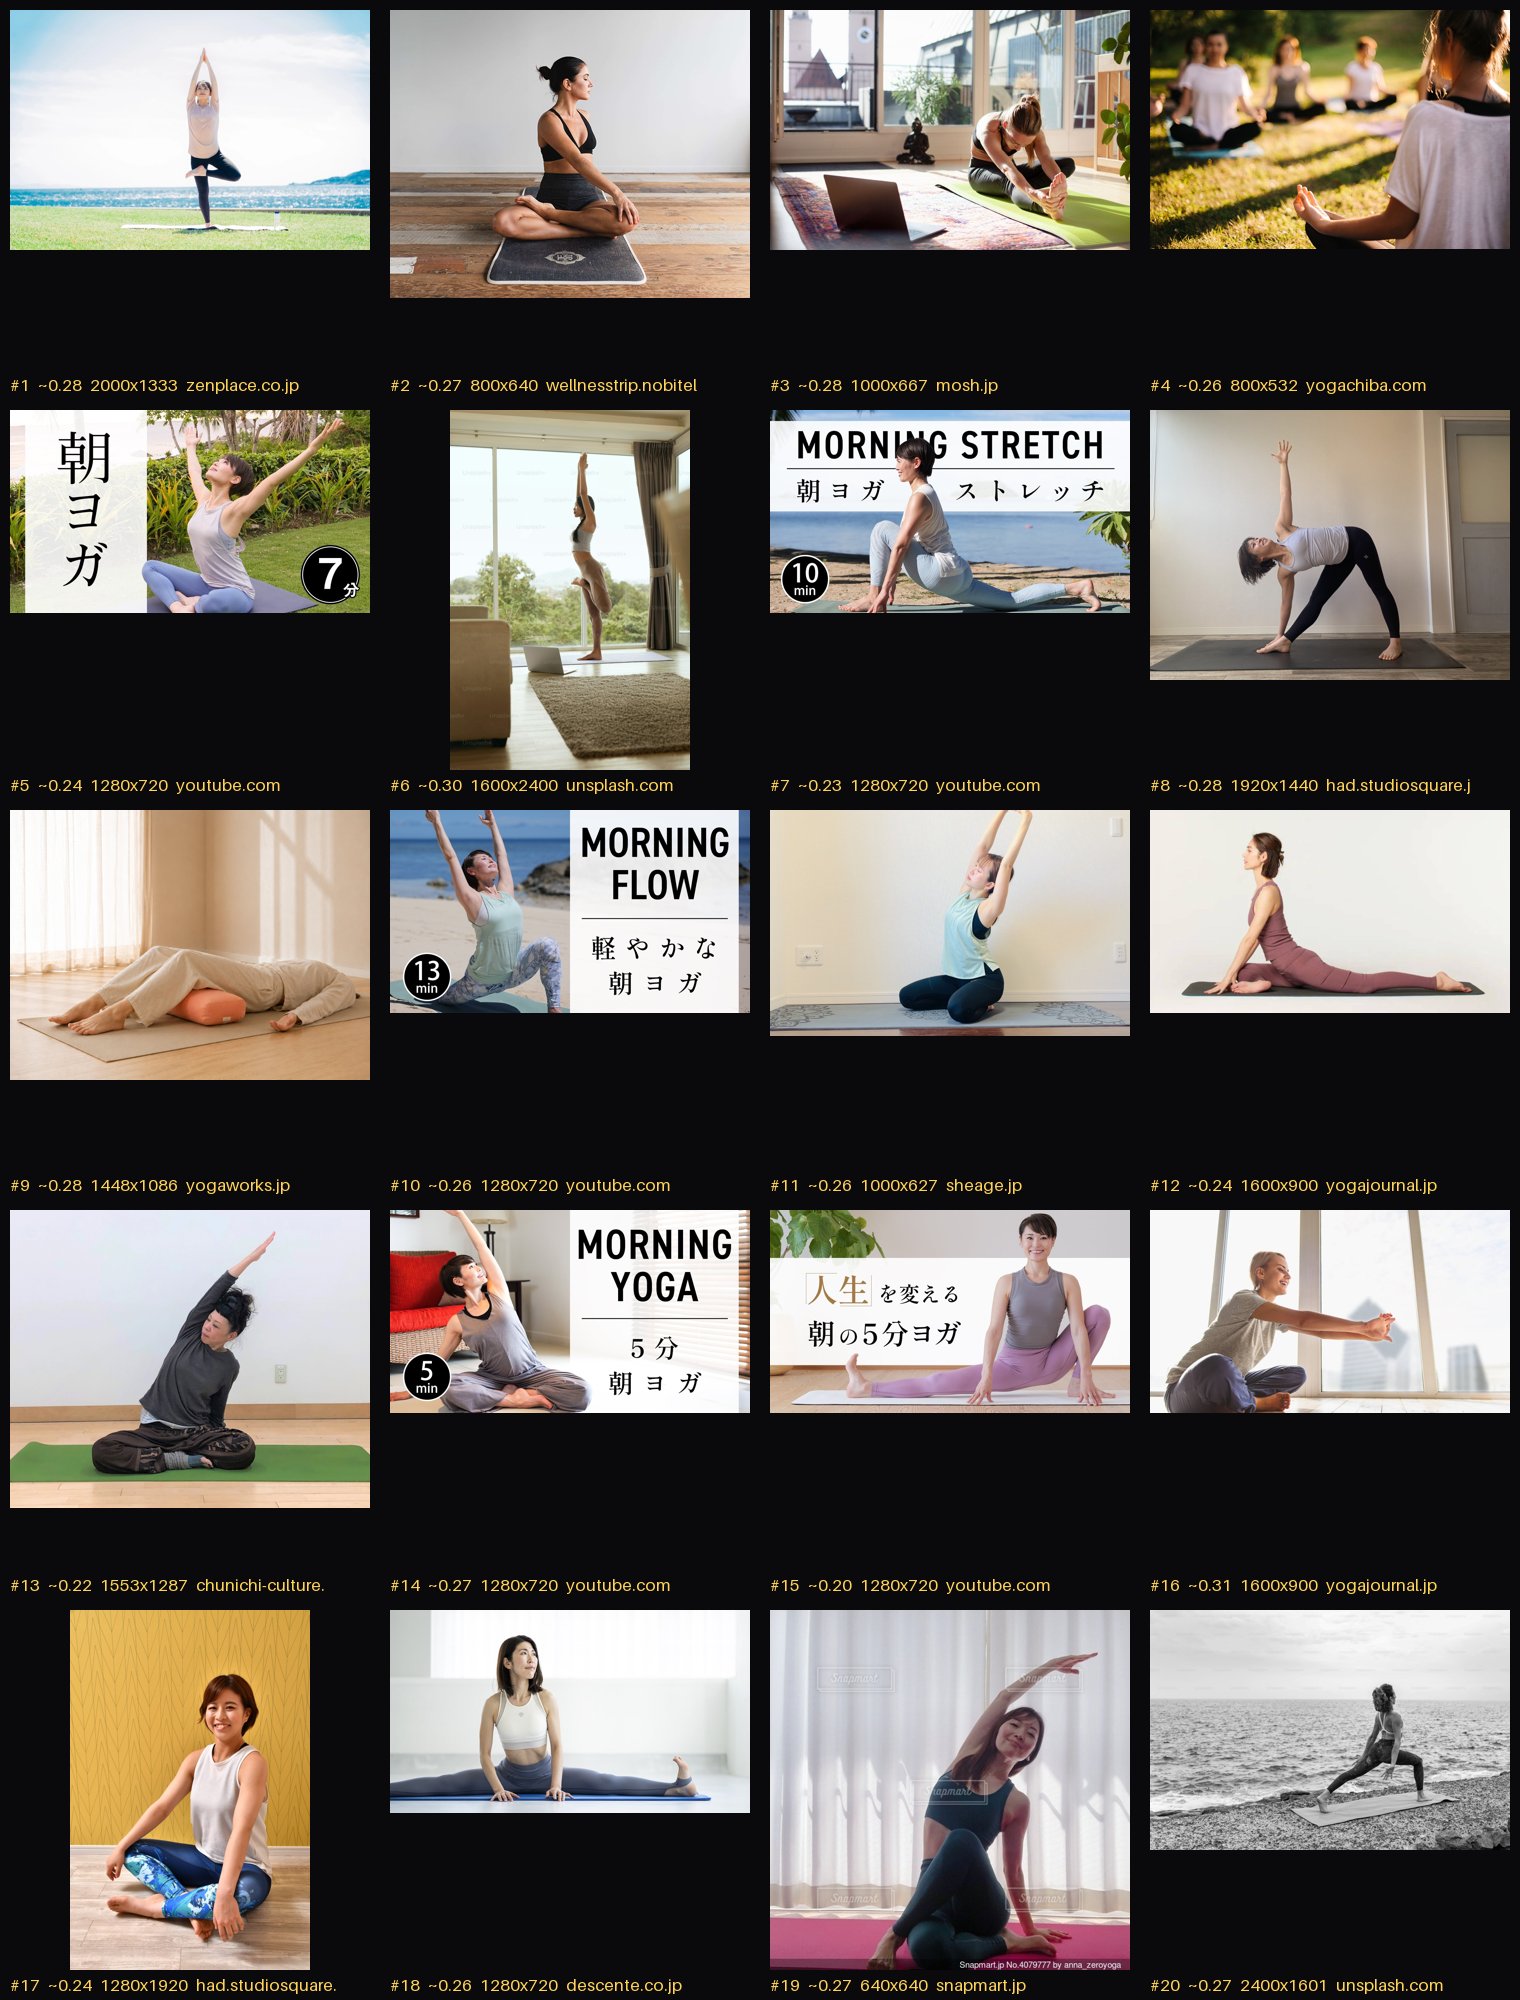 #1 ~0.28 2000x1333 zenplace.co.jp
#2 ~0.27 800x640 wellnesstrip.nobitel
#3 ~0.28 1000x667 mosh.jp
#4 ~0.26 800x532 yogachiba.com
朝ヨガ
7分
MORNING STRETCH
朝ヨガ ストレッチ
10
min
#5 ~0.24 1280x720 youtube.com
#6 ~0.30 1600x2400 unsplash.com
#7 ~0.23 1280x720 youtube.com
#8 ~0.28 1920x1440 had.studiosquare.j
MORNING
FLOW
軽やかな
朝ヨガ
13
min
#9 ~0.28 1448x1086 yogaworks.jp
#10 ~0.26 1280x720 youtube.com
#11 ~0.26 1000x627 sheage.jp
#12 ~0.24 1600x900 yogajournal.jp
MORNING
YOGA
5分
朝ヨガ
5
min
人生を変える
朝の5分ヨガ
#13 ~0.22 1553x1287 chunichi-culture.
#14 ~0.27 1280x720 youtube.com
#15 ~0.20 1280x720 youtube.com
#16 ~0.31 1600x900 yogajournal.jp
Snapmart
Snapmart
Snapmart
Snapmart
Snapmart
Snapmart.jp No.4079777 by anna_zeroyoga
#17 ~0.24 1280x1920 had.studiosquare.
#18 ~0.26 1280x720 descente.co.jp
#19 ~0.27 640x640 snapmart.jp
#20 ~0.27 2400x1601 unsplash.com